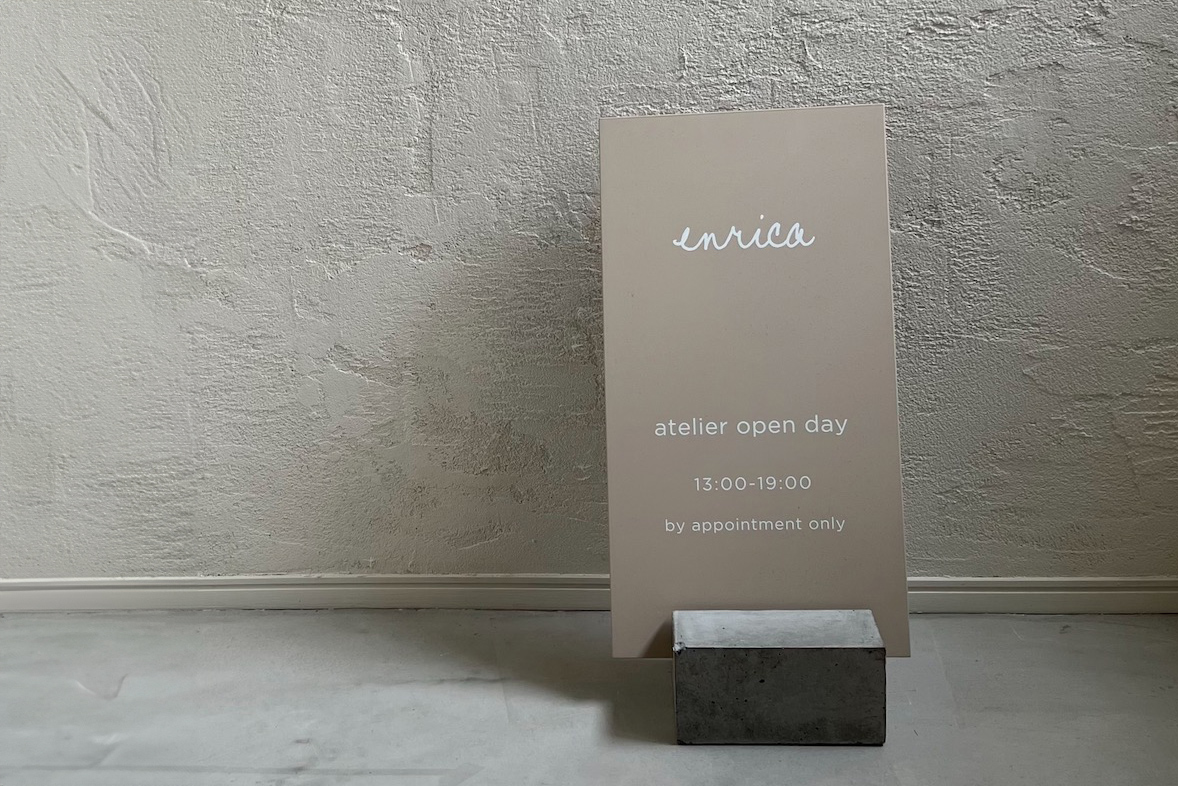 enrica
atelier open day
13:00-19:00
by appointment only